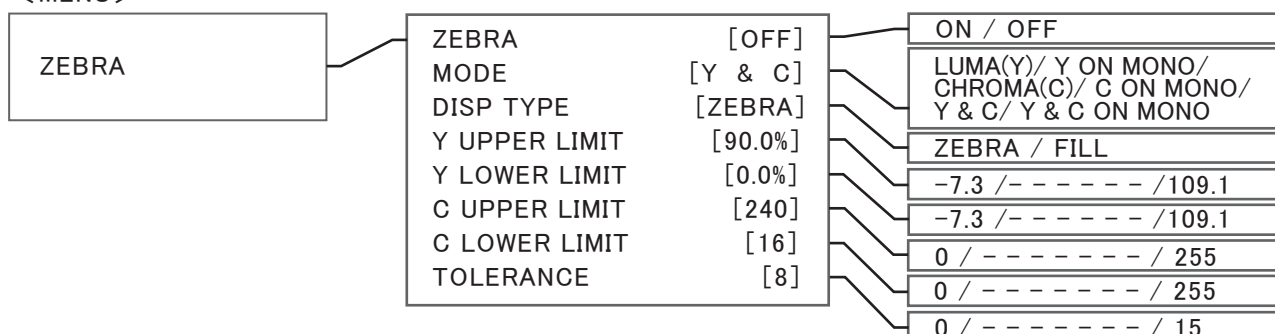 <MENU>
ZEBRA
ZEBRA [OFF]
MODE [Y & C]
DISP TYPE [ZEBRA]
Y UPPER LIMIT [90.0%]
Y LOWER LIMIT [0.0%]
C UPPER LIMIT [240]
C LOWER LIMIT [16]
TOLERANCE [8]
ON / OFF
LUMA(Y)/ Y ON MONO/
CHROMA(C)/ C ON MONO/
Y & C/ Y & C ON MONO
ZEBRA / FILL
-7.3 /- - - - - - /109.1
-7.3 /- - - - - - /109.1
0 / - - - - - - - / 255
0 / - - - - - - - / 255
0 / - - - - - - - / 15